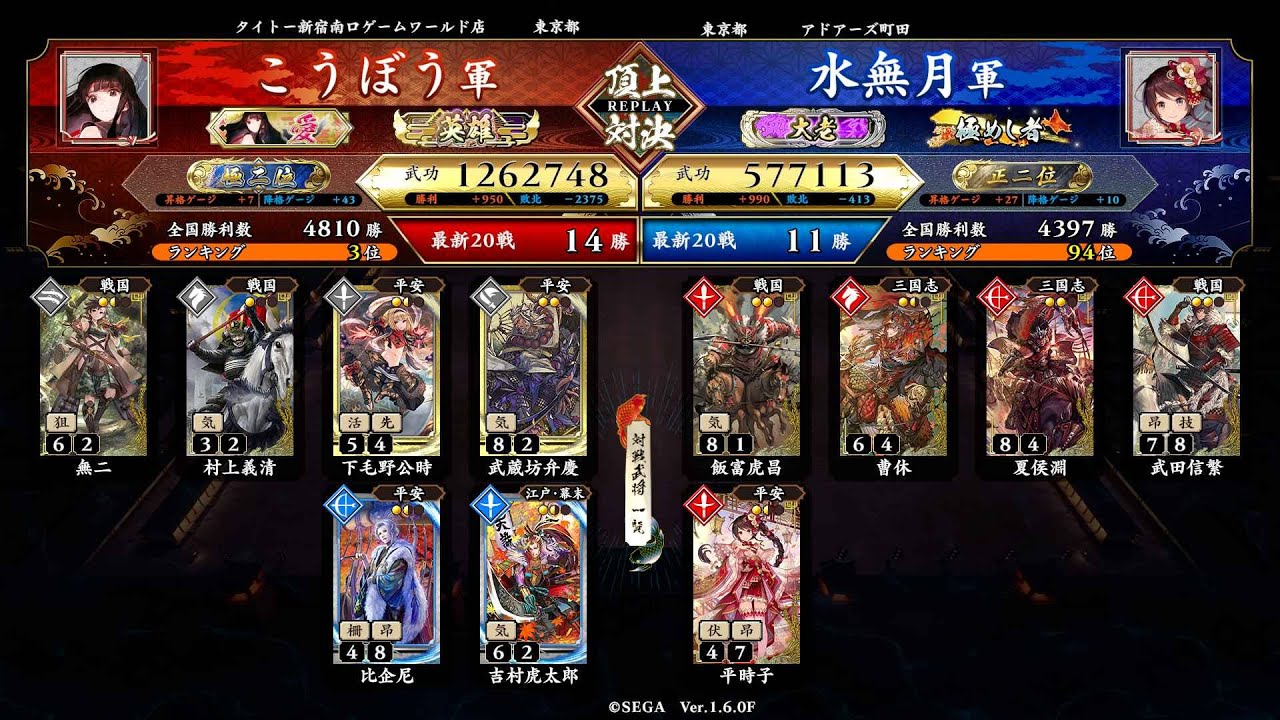 タイトー新宿南口ゲームワールド店 東京都
東京都 アドアーズ町田
こうぼう軍
頂上
REPLAY
対決
水無月軍
愛
英雄
大老
極めし者
極二位
武功 1262748
武功 577113
正二位
昇格ゲージ +7 降格ゲージ +43
勝利 +950 敗北 -2375
勝利 +990 敗北 -413
昇格ゲージ +27 降格ゲージ +10
全国勝利数 4810勝
最新20戦 14勝
最新20戦 11勝
全国勝利数 4397勝
ランキング 3位
ランキング 94位
戦国
戦国
平安
平安
戦国
三国志
三国志
戦国
狙
6 2
気
3 2
活 先
5 4
気
8 2
気
8 1
6 4
8 4
昂 技
7 8
無二
村上義清
下毛野公時
武蔵坊弁慶
飯富虎昌
曹休
夏侯淵
武田信繁
対戦武将一覧
平安
江戸・幕末
平安
柵 昂
4 8
気
6 2
伏 昂
4 7
比企尼
吉村虎太郎
平時子
©SEGA Ver.1.6.0F